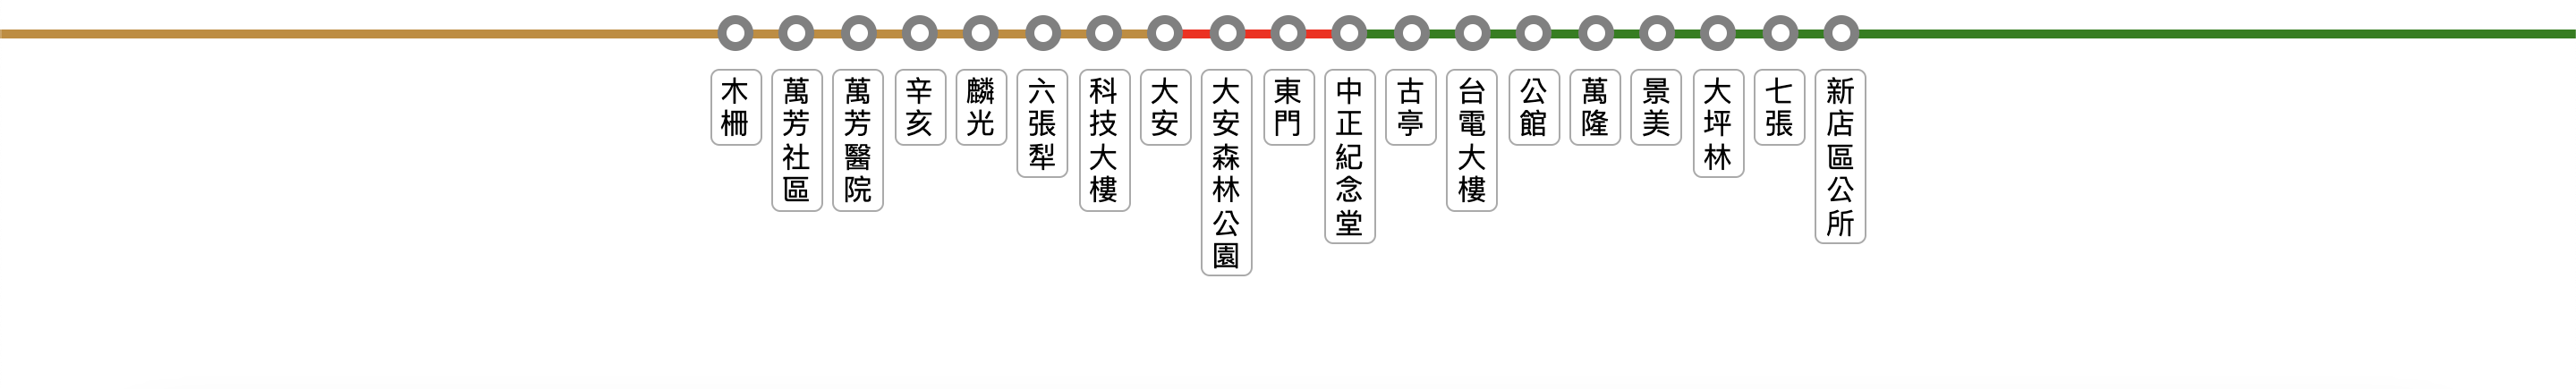 木柵
萬芳社區
萬芳醫院
辛亥
麟光
六張犁
科技大樓
大安
大安森林公園
東門
中正紀念堂
古亭
台電大樓
公館
萬隆
景美
大坪林
七張
新店區公所